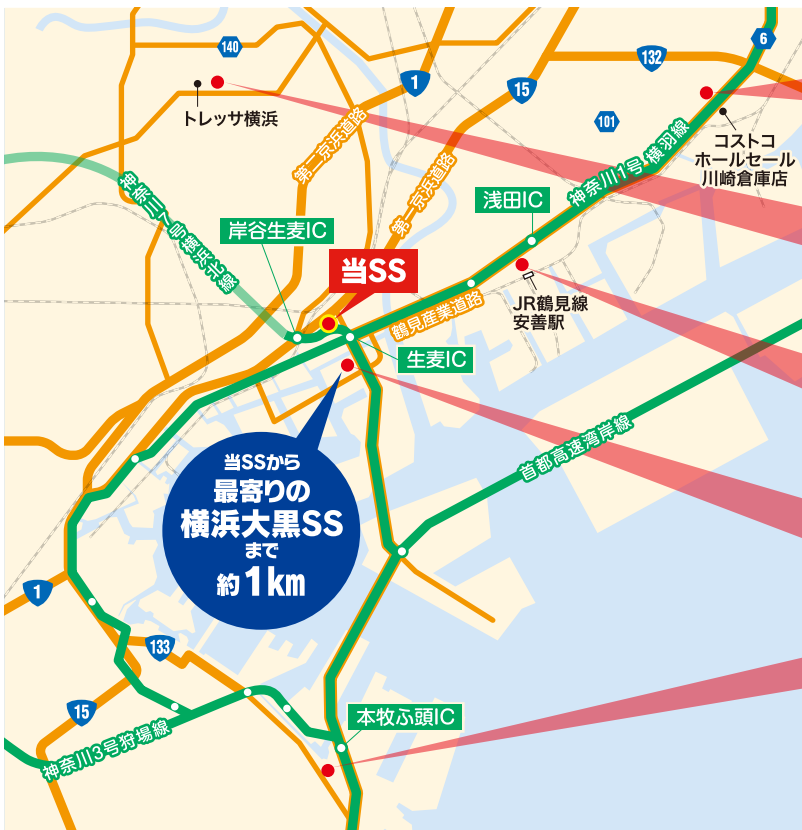 140
トレッサ横浜
1
15
132
6
101
コストコ
ホールセール
川崎倉庫店
第二京浜道路
第一京浜道路
神奈川1号 横羽線
神奈川7号横浜北線
岸谷生麦IC
浅田IC
当SS
JR鶴見線
安善駅
鶴見産業道路
生麦IC
首都高速湾岸線
当SSから
最寄りの
横浜大黒SS
まで
約1km
1
133
15
本牧ふ頭IC
神奈川3号狩場線